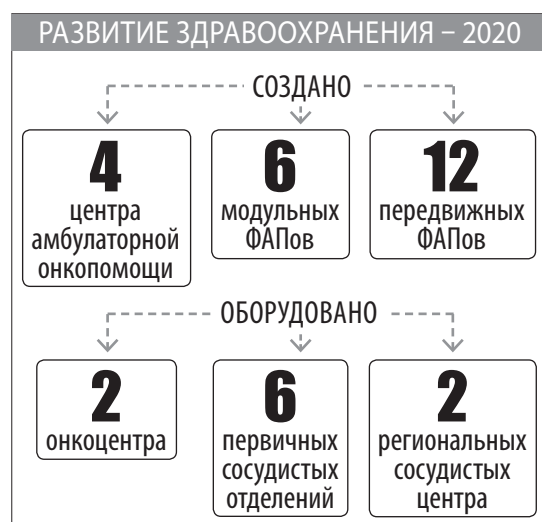 РАЗВИТИЕ ЗДРАВООХРАНЕНИЯ – 2020
СОЗДАНО
4
центра
амбулаторной
онкопомощи
6
модульных
ФАПов
12
передвижных
ФАПов
ОБОРУДОВАНО
2
онкоцентра
6
первичных
сосудистых
отделений
2
региональных
сосудистых
центра